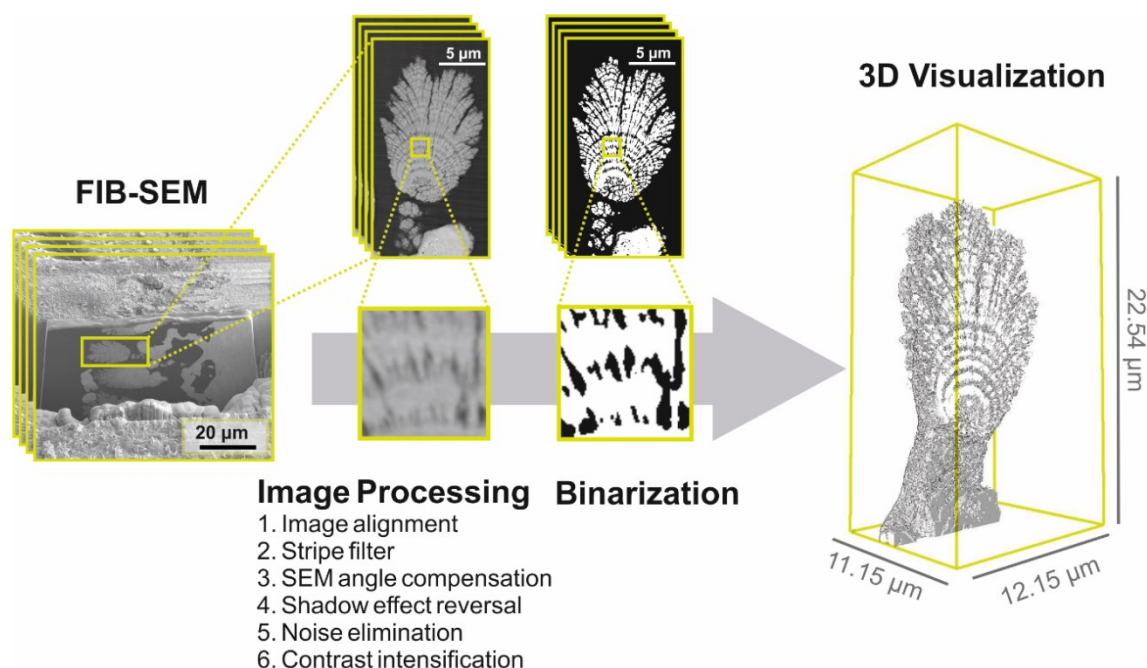 5 µm
5 µm
3D Visualization
FIB-SEM
20 µm
22.54 µm
11.15 µm
12.15 µm
Image Processing
1. Image alignment
2. Stripe filter
3. SEM angle compensation
4. Shadow effect reversal
5. Noise elimination
6. Contrast intensification
Binarization